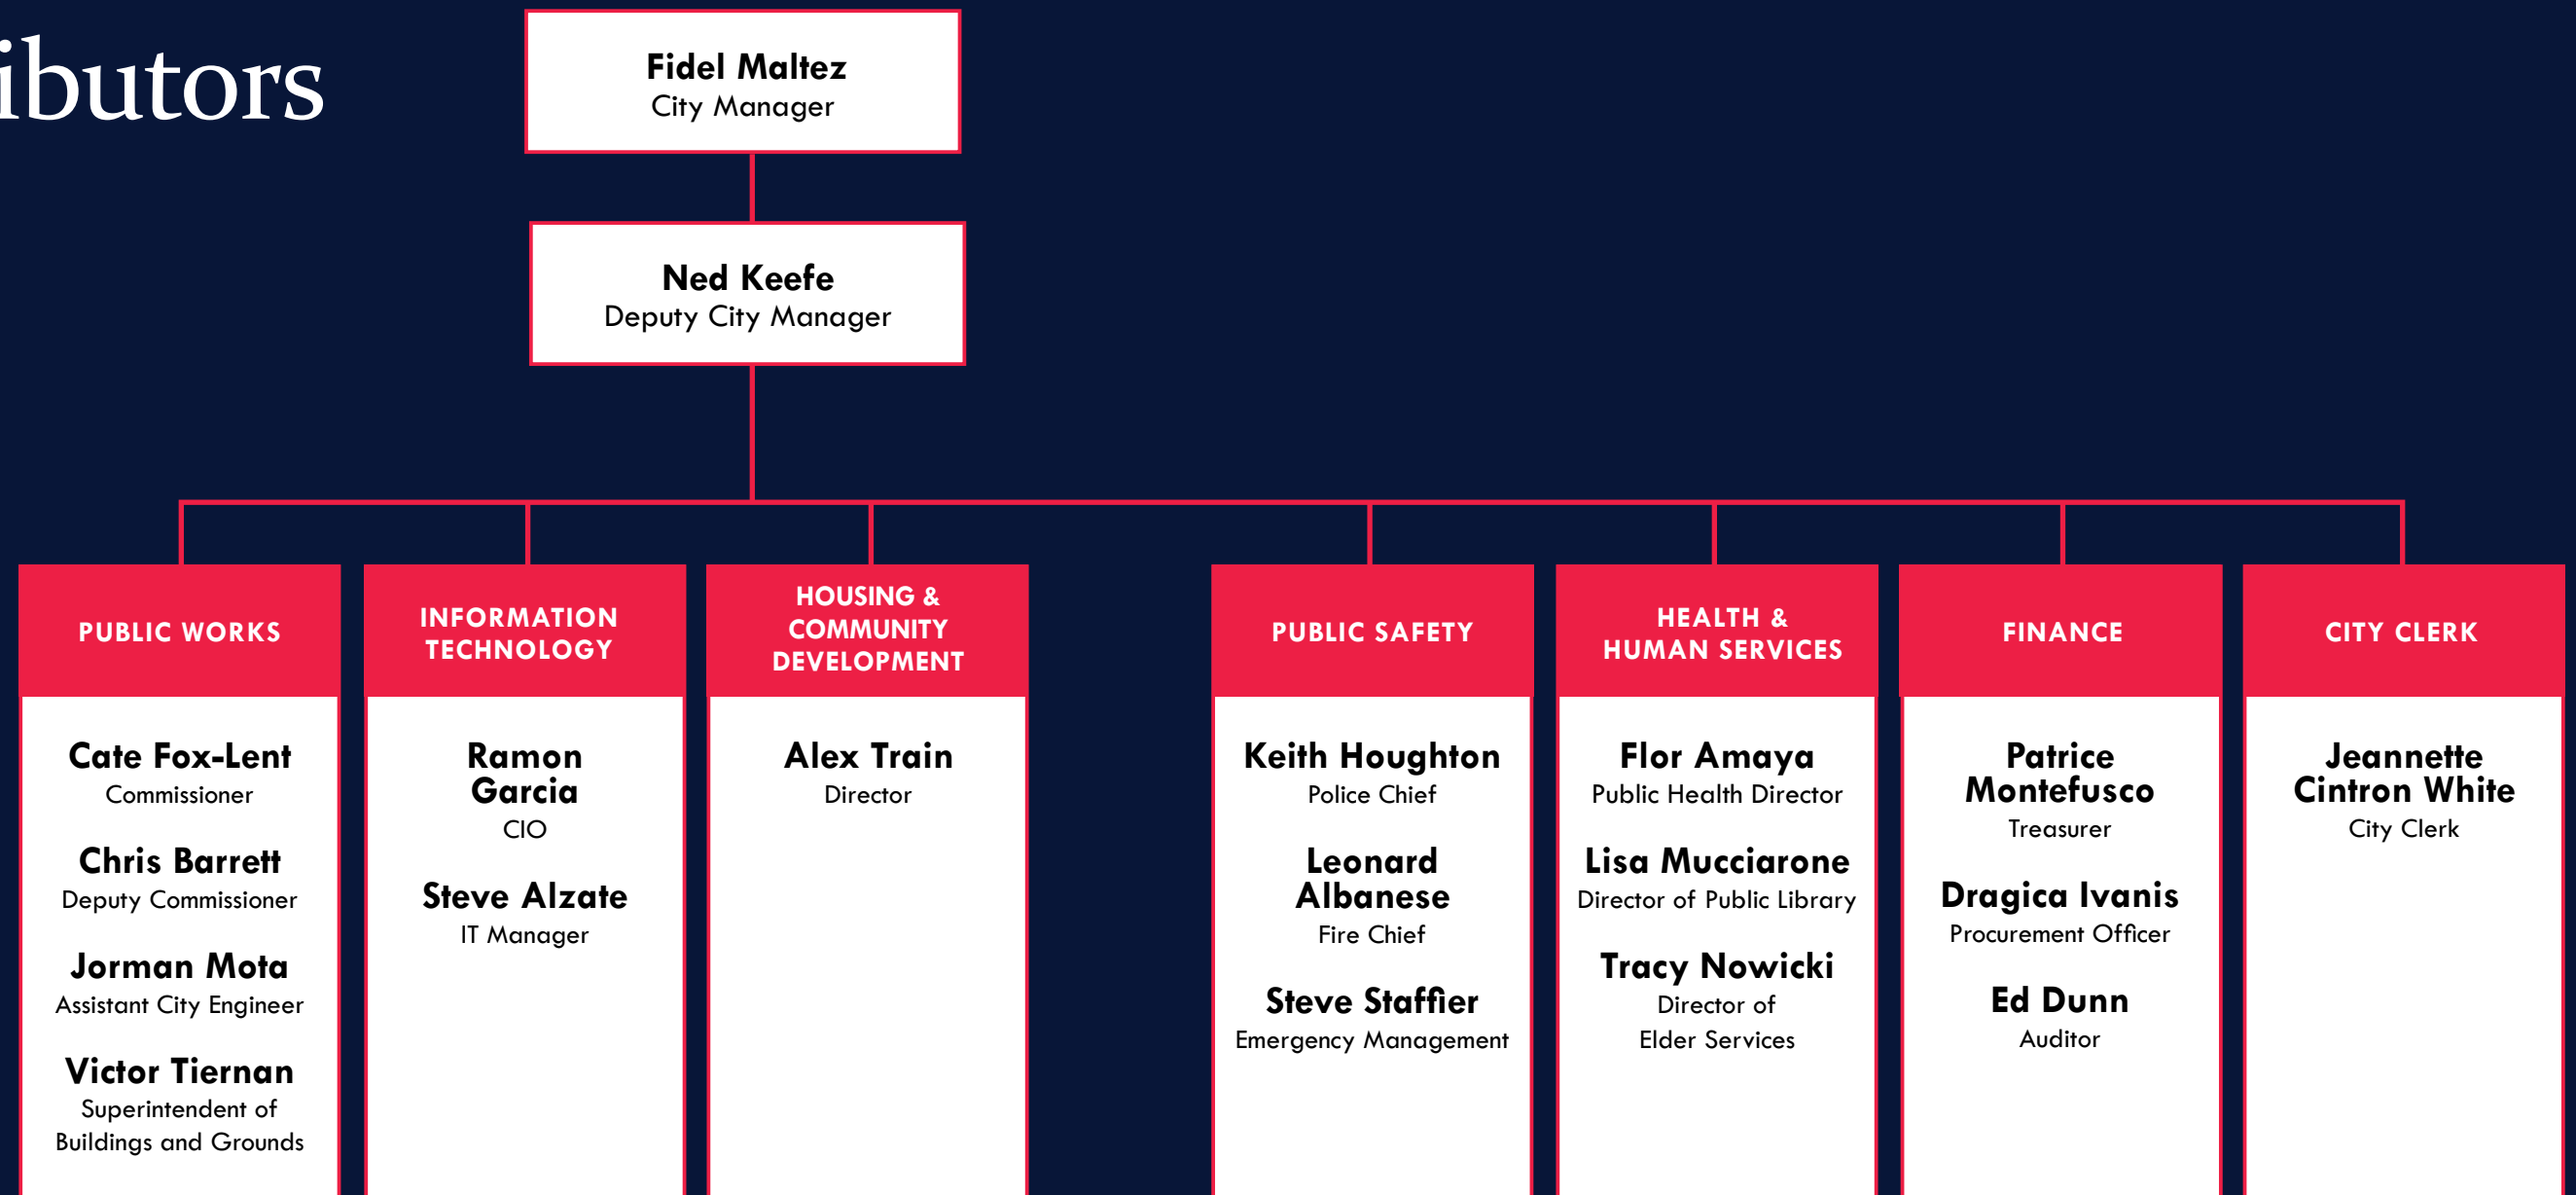 ibutors
Fidel Maltez
City Manager
Ned Keefe
Deputy City Manager
PUBLIC WORKS
Cate Fox-Lent
Commissioner
Chris Barrett
Deputy Commissioner
Jorman Mota
Assistant City Engineer
Victor Tiernan
Superintendent of
Buildings and Grounds
INFORMATION
TECHNOLOGY
Ramon
Garcia
CIO
Steve Alzate
IT Manager
HOUSING &
COMMUNITY
DEVELOPMENT
Alex Train
Director
PUBLIC SAFETY
Keith Houghton
Police Chief
Leonard
Albanese
Fire Chief
Steve Staffier
Emergency Management
HEALTH &
HUMAN SERVICES
Flor Amaya
Public Health Director
Lisa Mucciarone
Director of Public Library
Tracy Nowicki
Director of
Elder Services
FINANCE
Patrice
Montefusco
Treasurer
Dragica Ivanis
Procurement Officer
Ed Dunn
Auditor
CITY CLERK
Jeannette
Cintron White
City Clerk